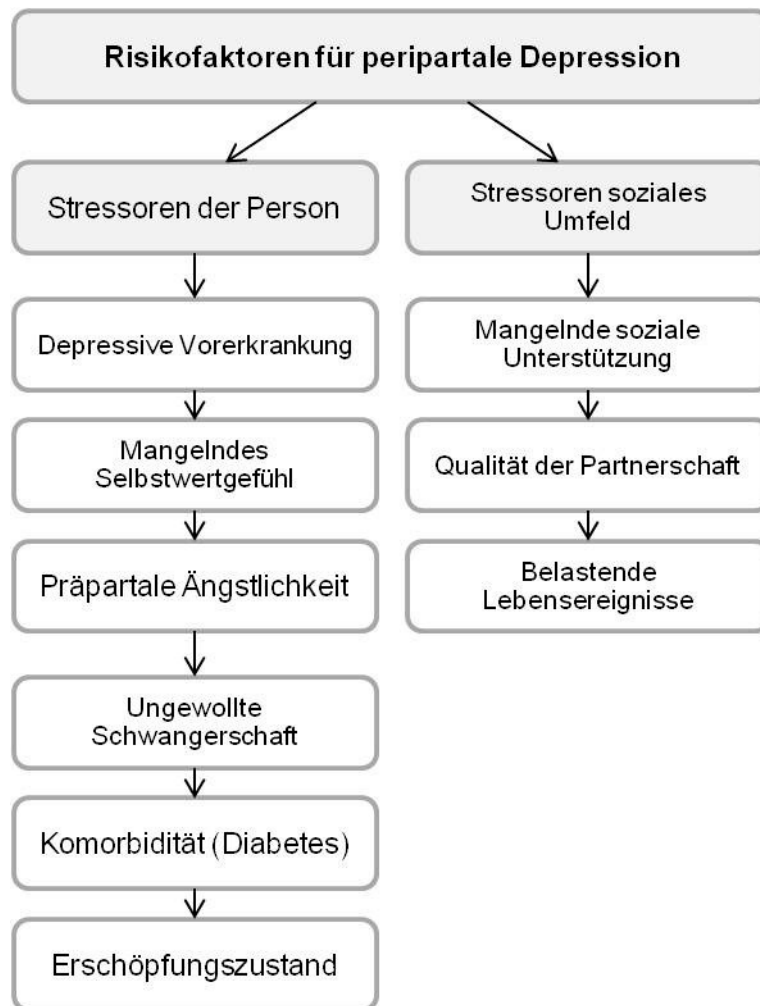 Risikofaktoren für peripartale Depression
Stressoren der Person
Depressive Vorerkrankung
Mangelndes
Selbstwertgefühl
Präpartale Ängstlichkeit
Ungewollte
Schwangerschaft
Komorbidität (Diabetes)
Erschöpfungszustand
Stressoren soziales
Umfeld
Mangelnde soziale
Unterstützung
Qualität der Partnerschaft
Belastende
Lebensereignisse